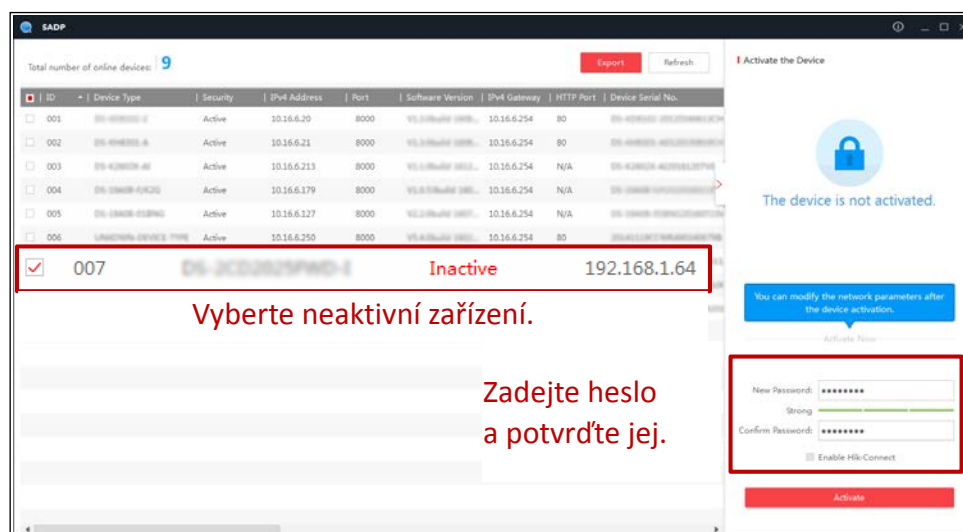 SADP
Total number of online devices: 9
Export
Refresh
ID | Device Type | Security | IPv4 Address | Port | Software Version | IPv4 Gateway | HTTP Port | Device Serial No.
001 Active 10.16.6.20 8000 10.16.6.254 80
002 Active 10.16.6.21 8000 10.16.6.254 80
003 Active 10.16.6.213 8000 10.16.6.254 N/A
004 Active 10.16.6.179 8000 10.16.6.254 N/A
005 Active 10.16.6.127 8000 10.16.6.254 N/A
006 Active 10.16.6.250 8000 10.16.6.254 80
007 Inactive 192.168.1.64
Vyberte neaktivní zařízení.
Zadejte heslo
a potvrďte jej.
Activate the Device
The device is not activated.
You can modify the network parameters after
the device activation.
Activate Now
New Password: ••••••••
Strong
Confirm Password: ••••••••
Enable Hik-Connect
Activate